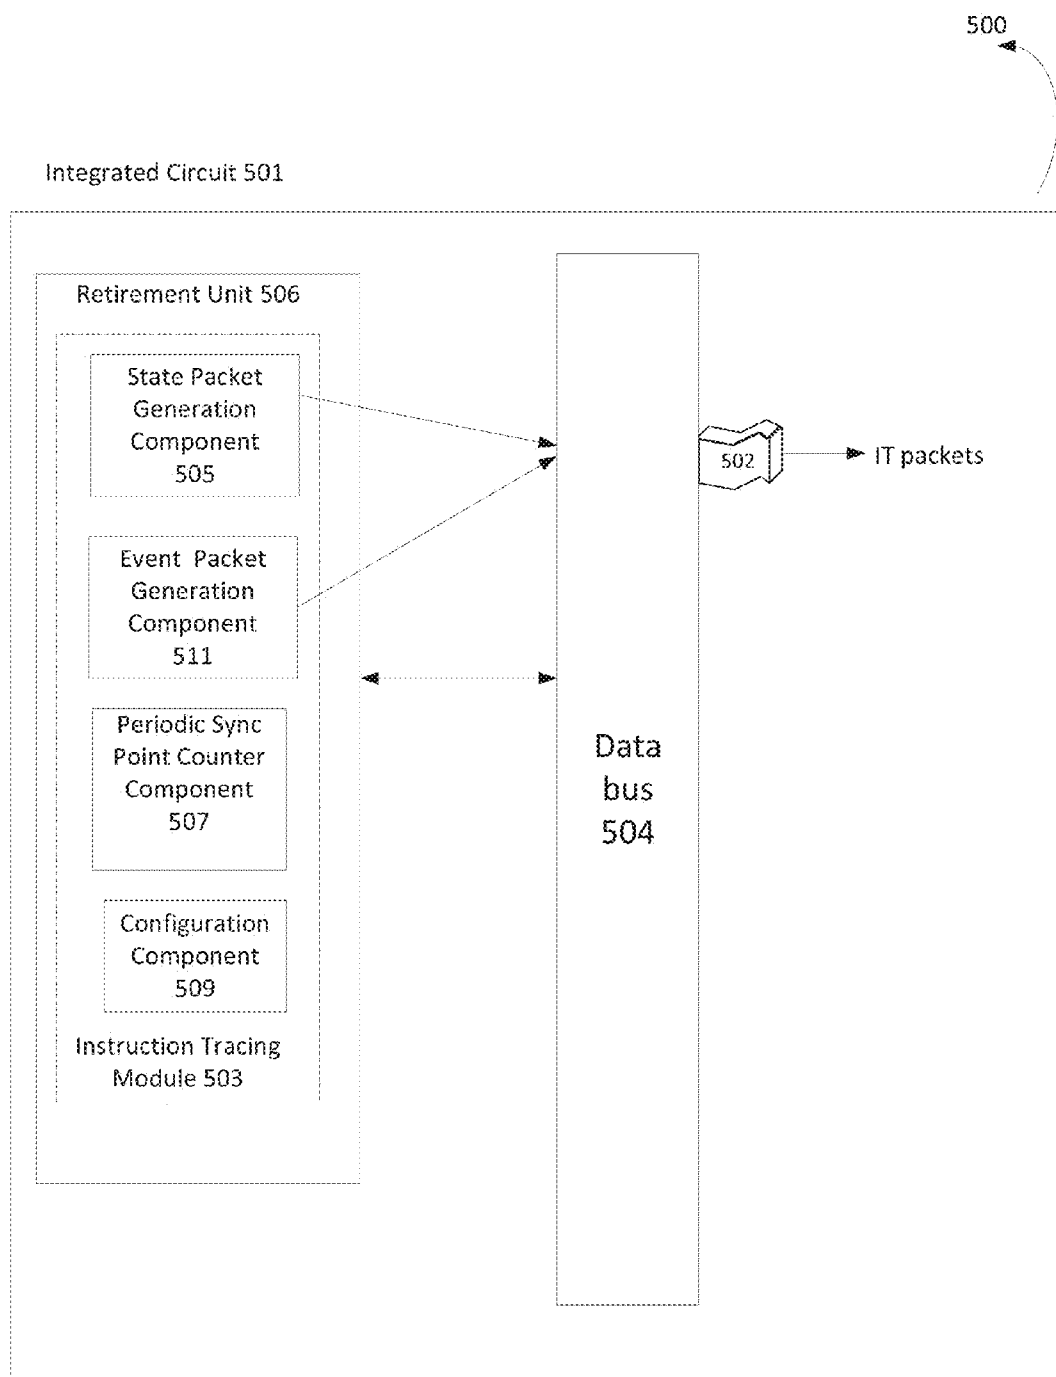 500
Integrated Circuit 501
Retirement Unit 506
State Packet
Generation
Component
505
Event Packet
Generation
Component
511
Periodic Sync
Point Counter
Component
507
Configuration
Component
509
Instruction Tracing
Module 503
Data
bus
504
502
IT packets